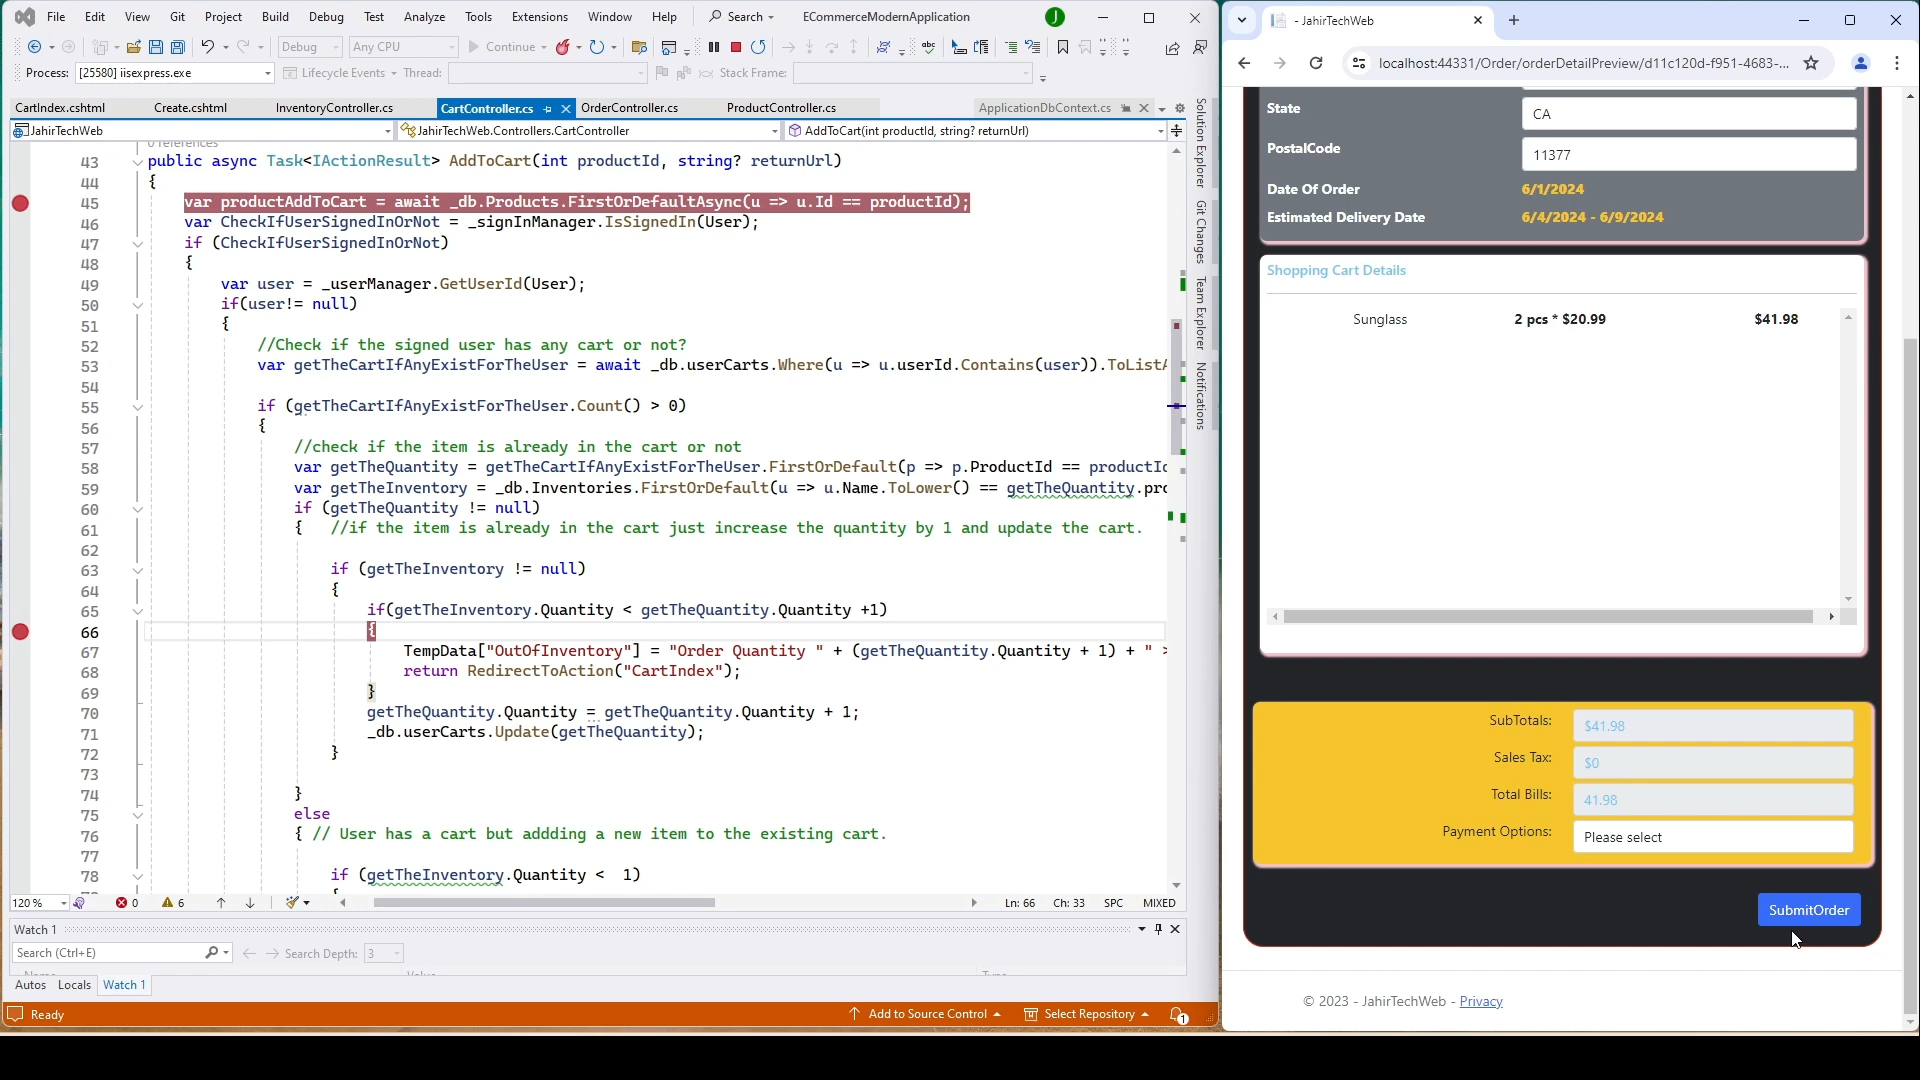 File Edit View Git Project Build Debug Test Analyze Tools Extensions Window Help Search ECommerceModernApplication J
Debug Any CPU Continue
Process: [25580] iisexpress.exe Lifecycle Events Thread: Stack Frame:
CartIndex.cshtml Create.cshtml InventoryController.cs CartController.cs OrderController.cs ProductController.cs ApplicationDbContext.cs
JahirTechWeb JahirTechWeb.Controllers.CartController AddToCart(int productId, string? returnUrl)
0 references
43 public async Task<IActionResult> AddToCart(int productId, string? returnUrl)
44 {
45 var productAddToCart = await _db.Products.FirstOrDefaultAsync(u => u.Id == productId);
46 var CheckIfUserSignedInOrNot = _signInManager.IsSignedIn(User);
47 if (CheckIfUserSignedInOrNot)
48 {
49 var user = _userManager.GetUserId(User);
50 if(user!= null)
51 {
52 //Check if the signed user has any cart or not?
53 var getTheCartIfAnyExistForTheUser = await _db.userCarts.Where(u => u.userId.Contains(user)).ToListA
54
55 if (getTheCartIfAnyExistForTheUser.Count() > 0)
56 {
57 //check if the item is already in the cart or not
58 var getTheQuantity = getTheCartIfAnyExistForTheUser.FirstOrDefault(p => p.ProductId == productId
59 var getTheInventory = _db.Inventories.FirstOrDefault(u => u.Name.ToLower() == getTheQuantity.pro
60 if (getTheQuantity != null)
61 { //if the item is already in the cart just increase the quantity by 1 and update the cart.
62
63 if (getTheInventory != null)
64 {
65 if(getTheInventory.Quantity < getTheQuantity.Quantity +1)
66 {
67 TempData["OutOfInventory"] = "Order Quantity " + (getTheQuantity.Quantity + 1) + " >
68 return RedirectToAction("CartIndex");
69 }
70 getTheQuantity.Quantity = getTheQuantity.Quantity + 1;
71 _db.userCarts.Update(getTheQuantity);
72 }
73
74 }
75 else
76 { // User has a cart but addding a new item to the existing cart.
77
78 if (getTheInventory.Quantity < 1)
120 % 0 6 Ln: 66 Ch: 33 SPC MIXED
Watch 1
Search (Ctrl+E) Search Depth: 3
Name Value Type
Autos Locals Watch 1
Ready Add to Source Control Select Repository 1
Solution Explorer
Git Changes
Team Explorer
Notifications
- JahirTechWeb
localhost:44331/Order/orderDetailPreview/d11c120d-f951-4683-...
State CA
PostalCode 11377
Date Of Order 6/1/2024
Estimated Delivery Date 6/4/2024 - 6/9/2024
Shopping Cart Details
Sunglass 2 pcs * $20.99 $41.98
SubTotals: $41.98
Sales Tax: $0
Total Bills: 41.98
Payment Options: Please select
SubmitOrder
© 2023 - JahirTechWeb - Privacy